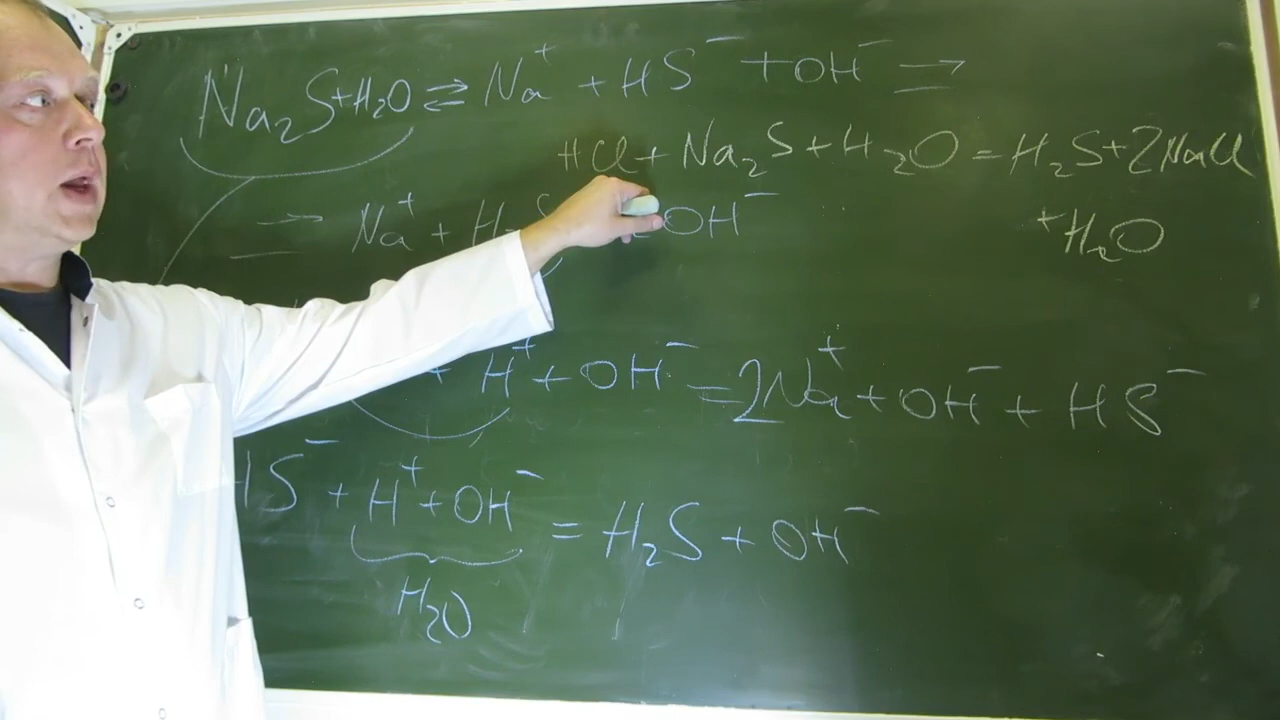 Na₂S+H₂O ⇄ Na⁺ + HS⁻ + OH⁻ ⇄
HCl + Na₂S + H₂O = H₂S + 2NaCl
+ H₂O
⇄ Na⁺ + H₂S OH⁻
+ H⁺ + OH⁻ = 2Na⁺ + OH⁻ + HS⁻
HS⁻ + H⁺ + OH⁻ = H₂S + OH⁻
H₂O